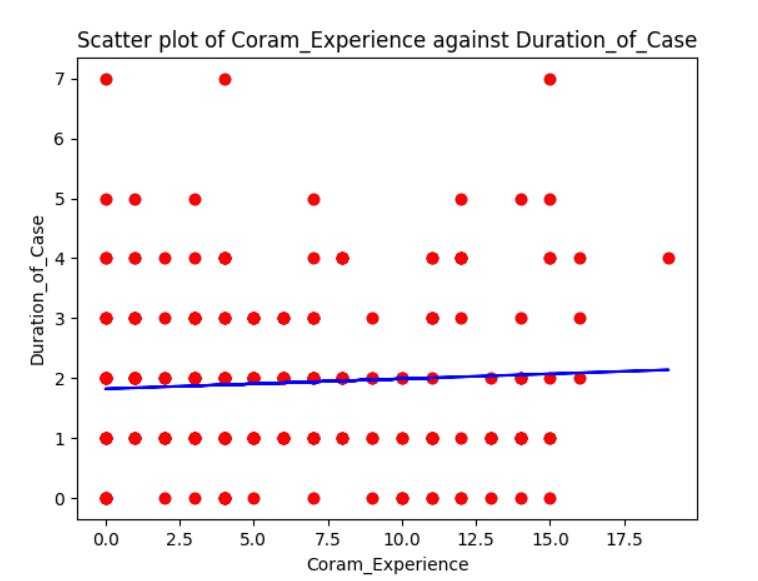 Scatter plot of Coram_Experience against Duration_of_Case
7
6
5
4
3
2
1
0
Duration_of_Case
0.0 2.5 5.0 7.5 10.0 12.5 15.0 17.5
Coram_Experience